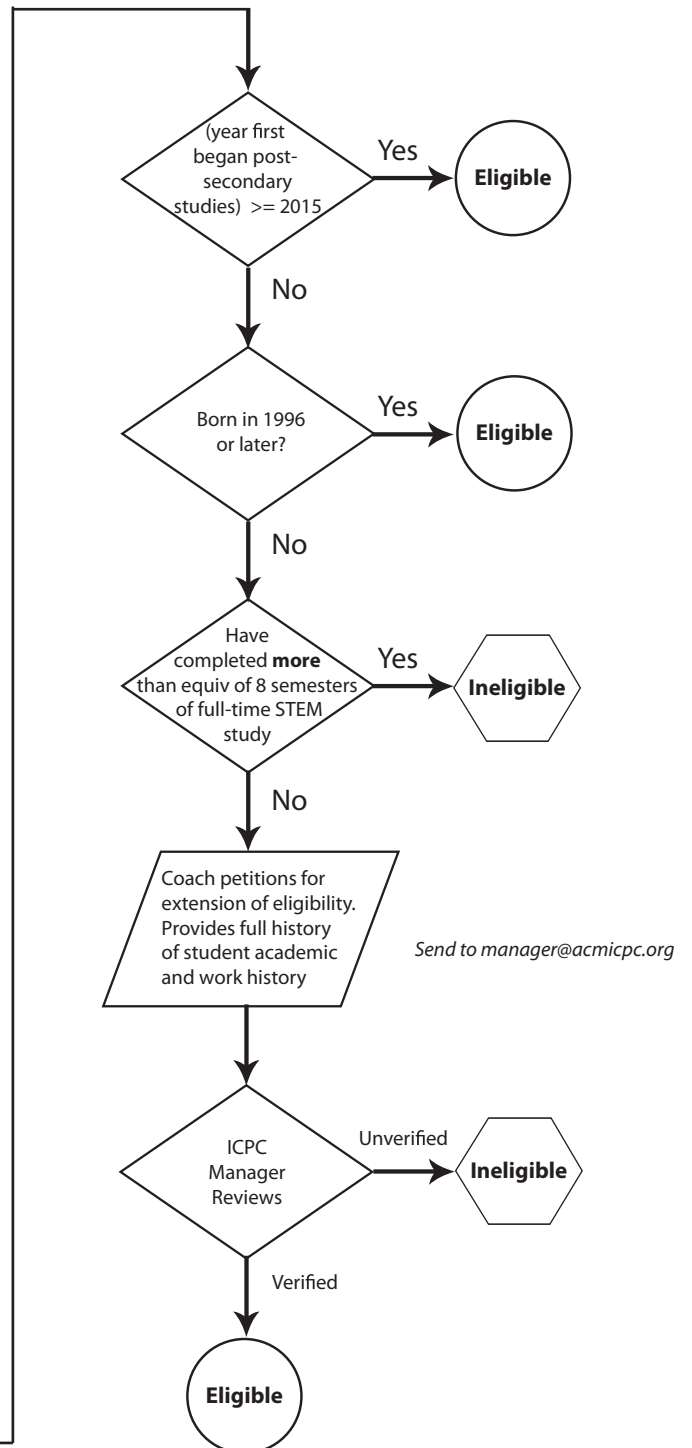 (year first
began post-
secondary
studies) >= 2015
Yes
Eligible
No
Born in 1996
or later?
Yes
Eligible
No
Have
completed more
than equiv of 8 semesters
of full-time STEM
study
Yes
Ineligible
No
Coach petitions for
extension of eligibility.
Provides full history
of student academic
and work history
Send to manager@acmicpc.org
ICPC
Manager
Reviews
Unverified
Ineligible
Verified
Eligible